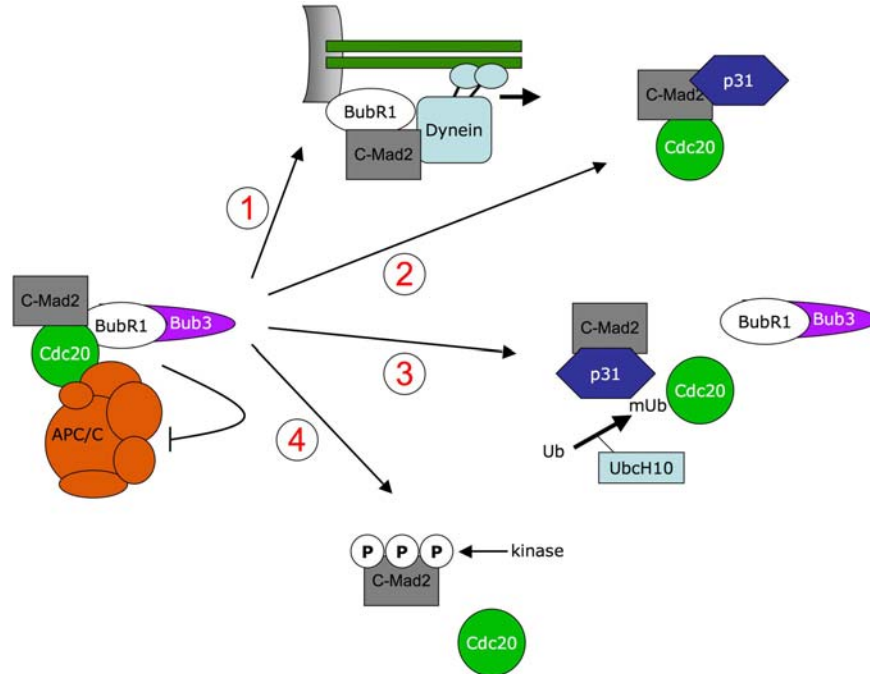 BubR1
Dynein
C-Mad2
p31
C-Mad2
Cdc20
1
2
C-Mad2
BubR1
Bub3
Cdc20
APC/C
3
4
C-Mad2
p31
BubR1
Bub3
Cdc20
mUb
Ub
UbcH10
P P P
kinase
C-Mad2
Cdc20